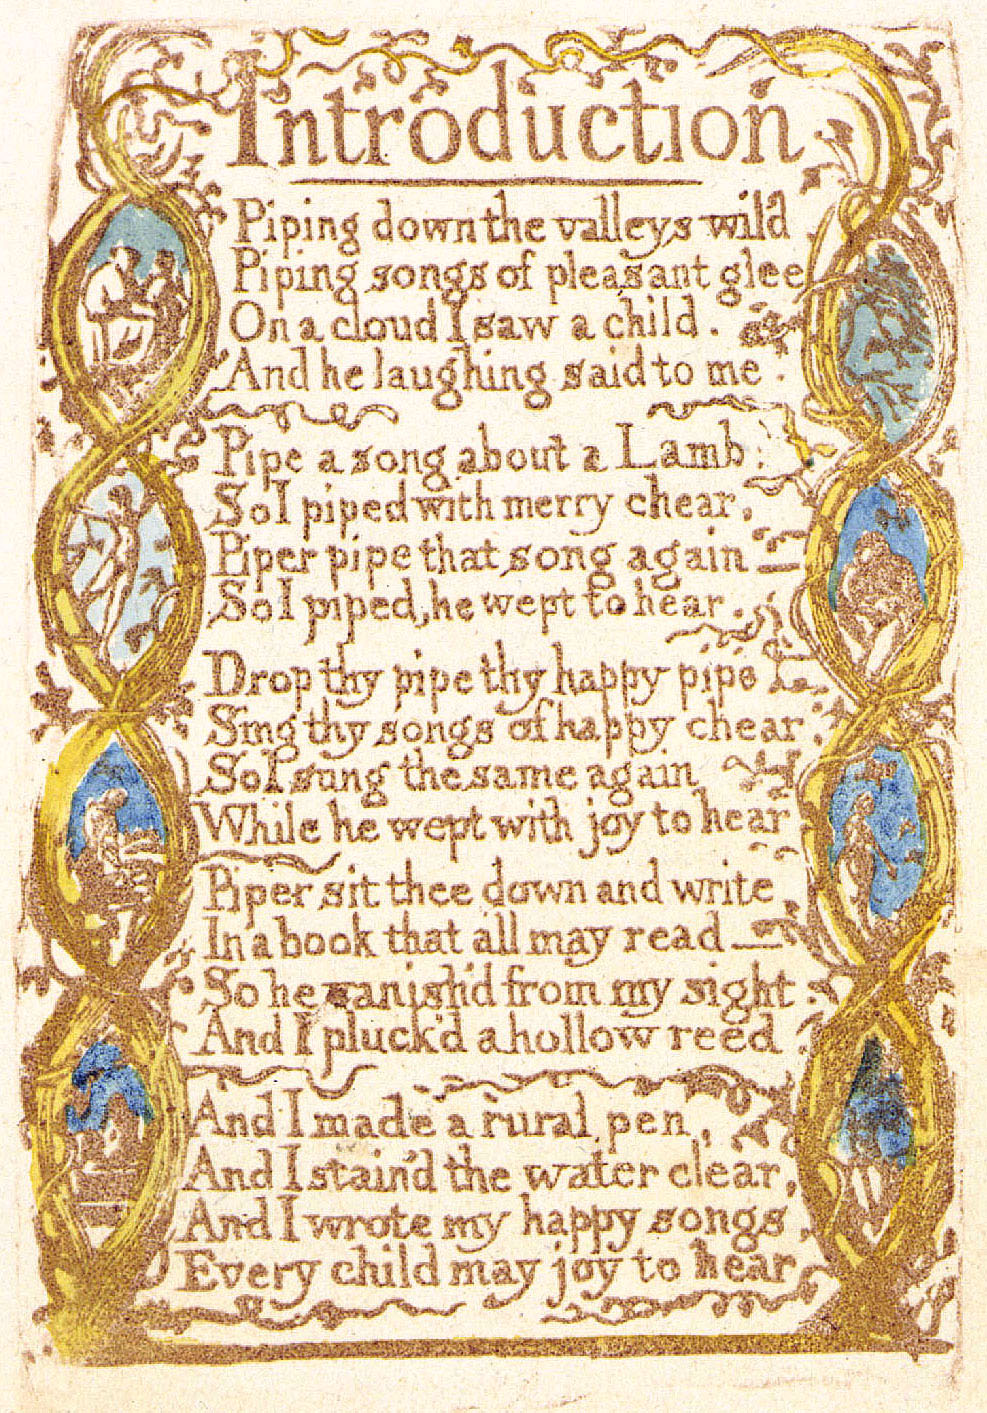 Introduction
Piping down the valleys wild
Piping songs of pleasant glee
On a cloud I saw a child.
And he laughing said to me.
Pipe a song about a Lamb:
So I piped with merry chear,
Piper pipe that song again—
So I piped, he wept to hear.
Drop thy pipe thy happy pipe
Sing thy songs of happy chear,
So I sung the same again
While he wept with joy to hear
Piper sit thee down and write
In a book that all may read—
So he vanish'd from my sight.
And I pluck'd a hollow reed
And I made a rural pen,
And I stain'd the water clear,
And I wrote my happy songs,
Every child may joy to hear